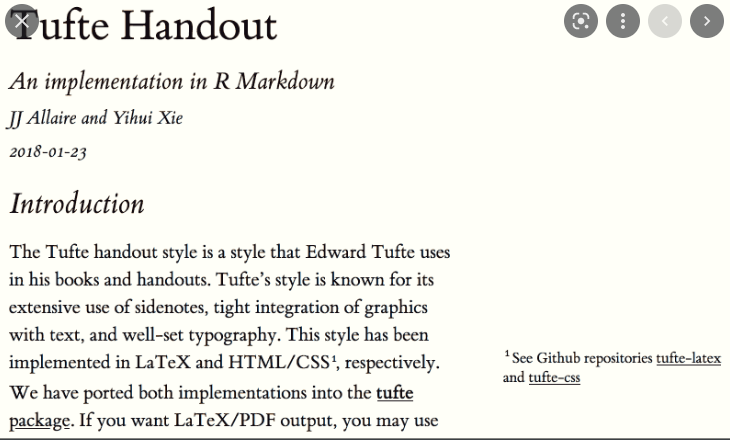 Tufte Handout
An implementation in R Markdown
JJ Allaire and Yihui Xie
2018-01-23
Introduction
The Tufte handout style is a style that Edward Tufte uses
in his books and handouts. Tufte’s style is known for its
extensive use of sidenotes, tight integration of graphics
with text, and well-set typography. This style has been
implemented in LaTeX and HTML/CSS¹, respectively.
We have ported both implementations into the tufte
package. If you want LaTeX/PDF output, you may use
¹ See Github repositories tufte-latex
and tufte-css